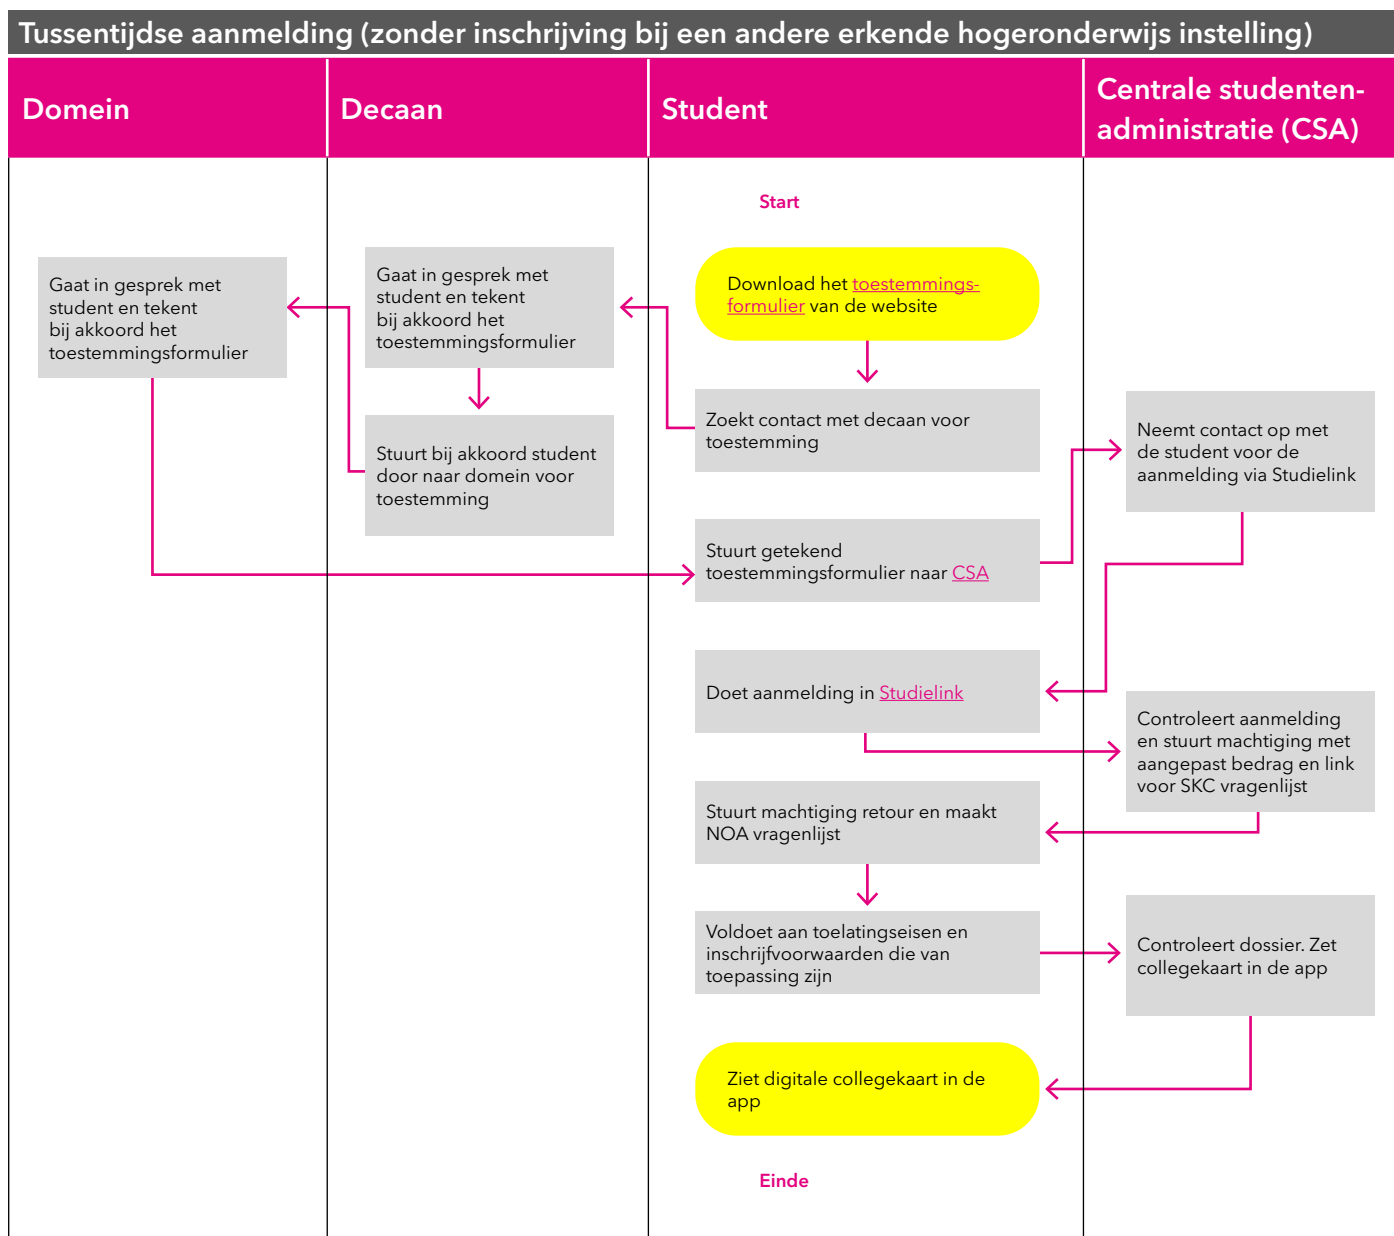 Tussentijdse aanmelding (zonder inschrijving bij een andere erkende hogeronderwijs instelling)
Domein
Decaan
Student
Centrale studenten-
administratie (CSA)
Start
Download het toestemmings-
formulier van de website
Gaat in gesprek met
student en tekent
bij akkoord het
toestemmingsformulier
Gaat in gesprek met
student en tekent
bij akkoord het
toestemmingsformulier
Zoekt contact met decaan voor
toestemming
Stuurt bij akkoord student
door naar domein voor
toestemming
Neemt contact op met
de student voor de
aanmelding via Studielink
Stuurt getekend
toestemmingsformulier naar CSA
Doet aanmelding in Studielink
Controleert aanmelding
en stuurt machtiging met
aangepast bedrag en link
voor SKC vragenlijst
Stuurt machtiging retour en maakt
NOA vragenlijst
Voldoet aan toelatingseisen en
inschrijfvoorwaarden die van
toepassing zijn
Controleert dossier. Zet
collegekaart in de app
Ziet digitale collegekaart in de
app
Einde